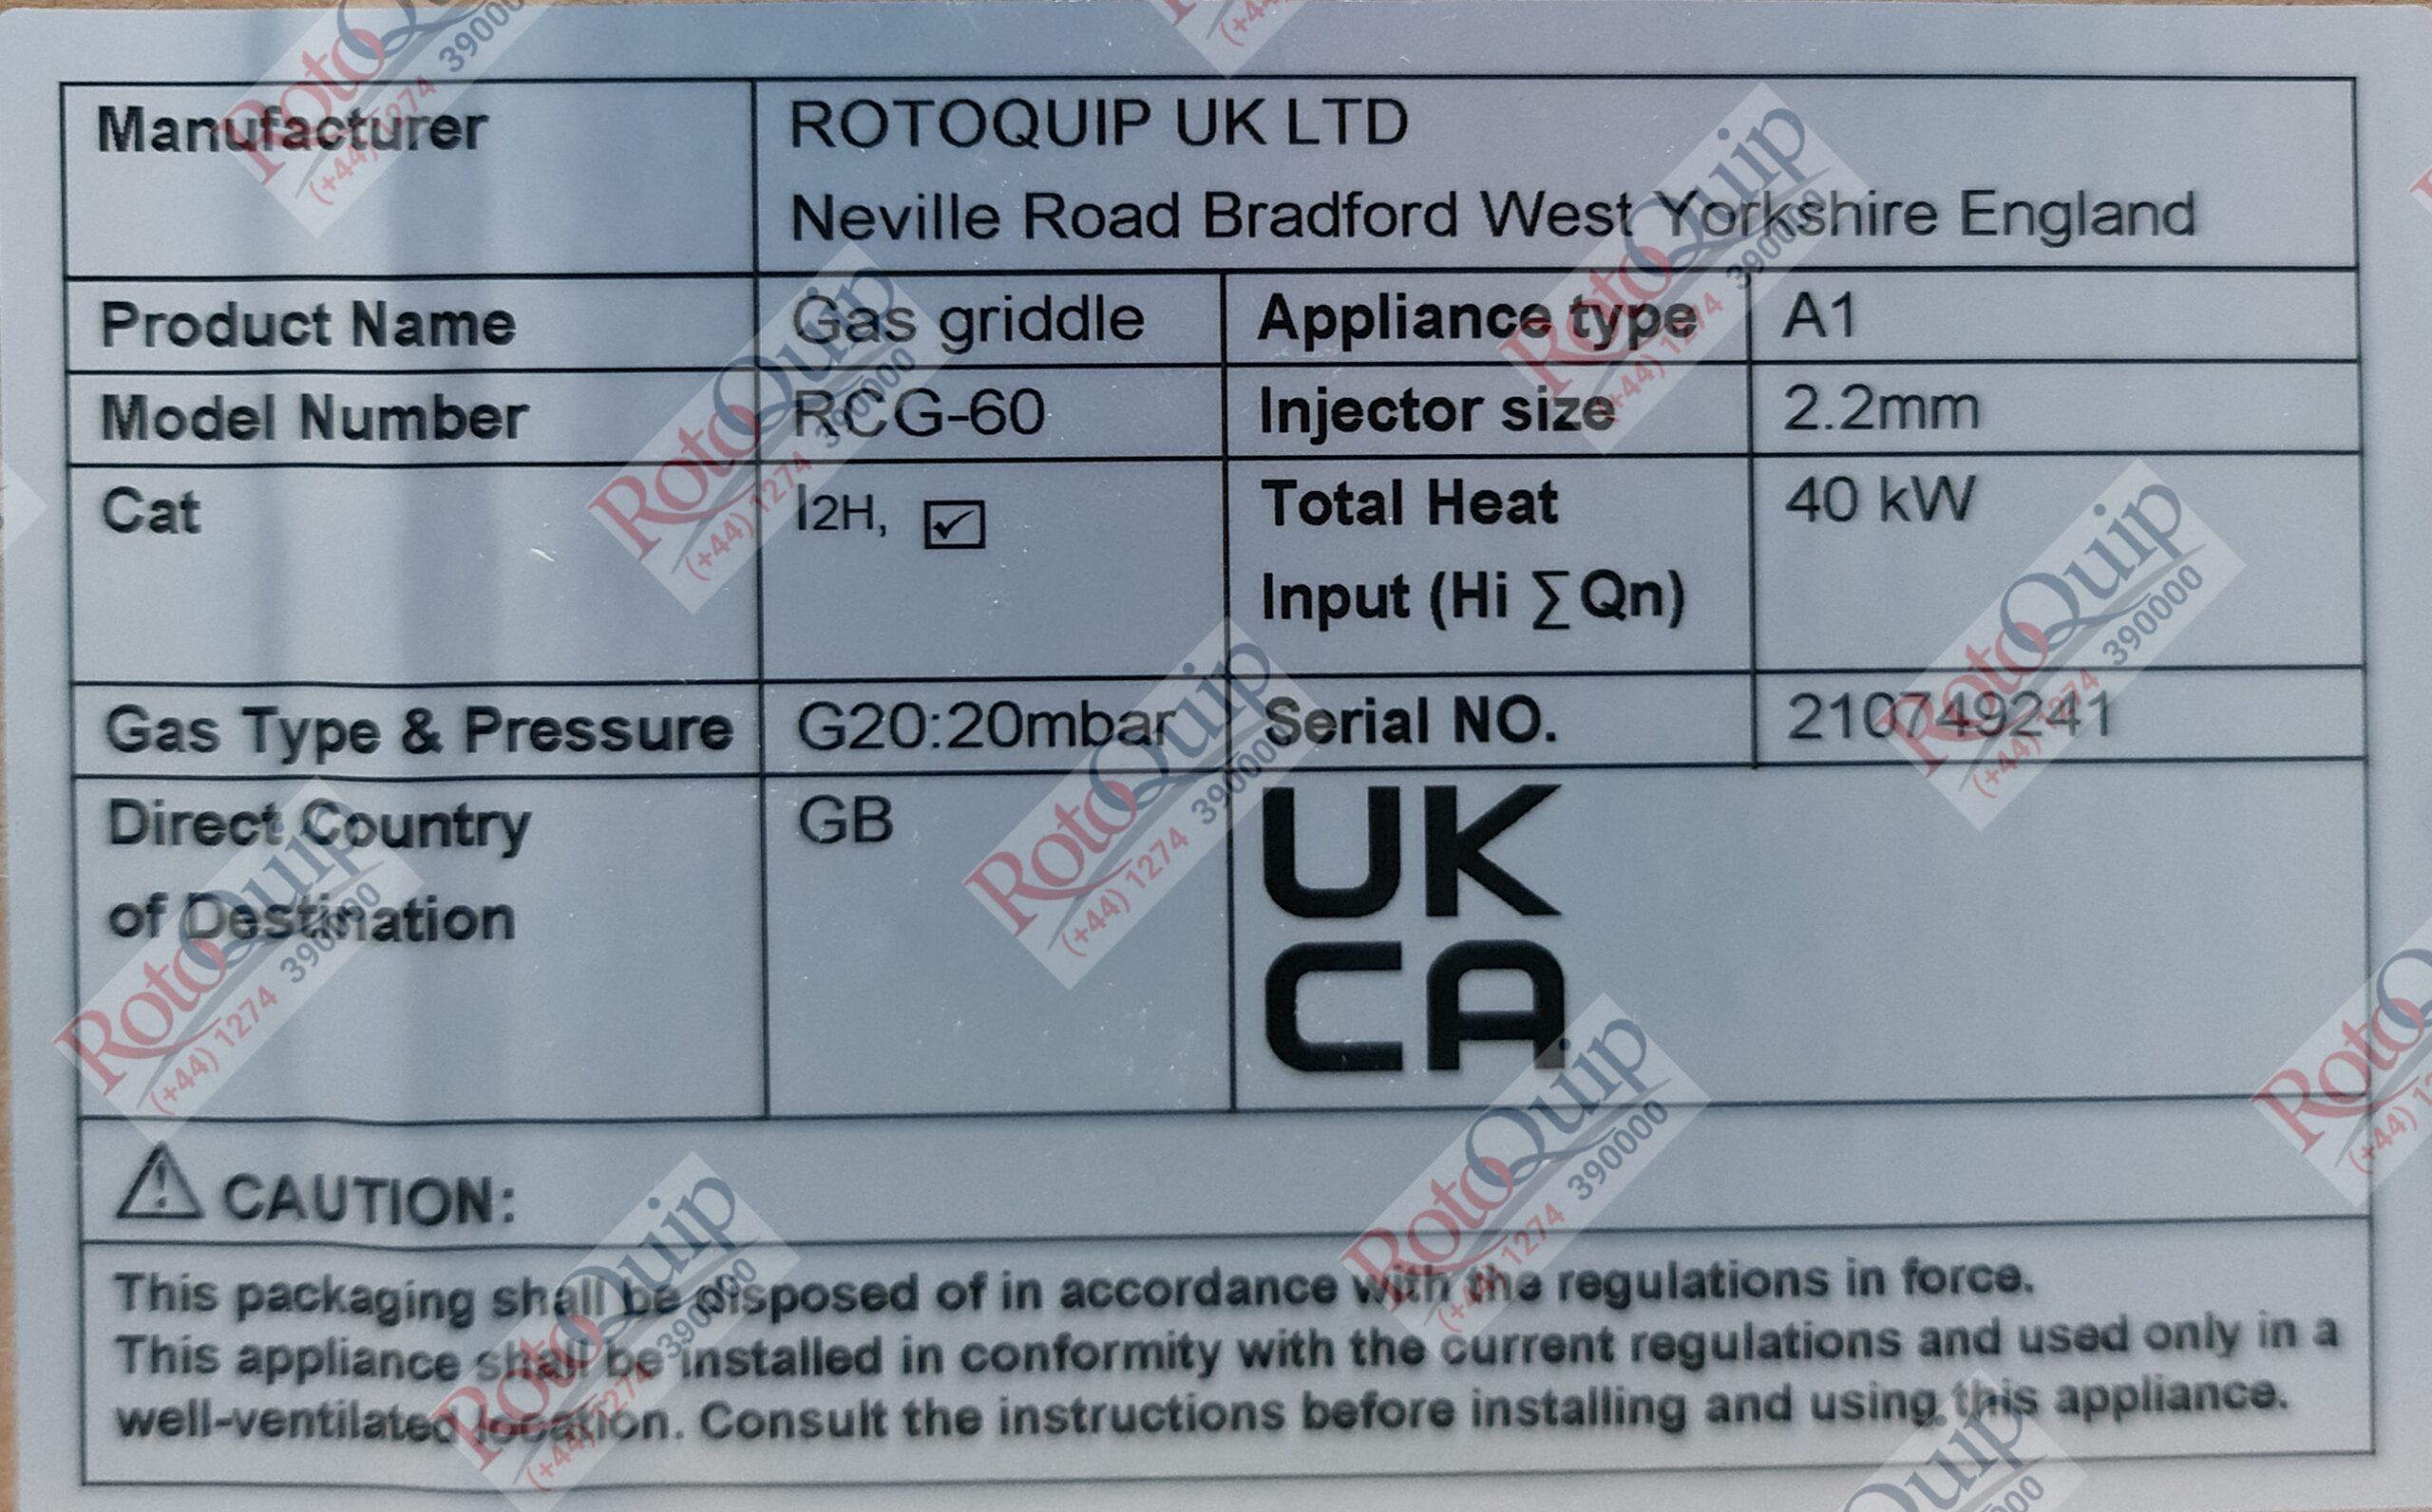 Manufacturer
ROTOQUIP UK LTD
Neville Road Bradford West Yorkshire England
Product Name Gas griddle Appliance type A1
Model Number RCG-60 Injector size 2.2mm
Cat I2H, ☑ Total Heat 40 kW
Input (Hi ∑Qn)
Gas Type & Pressure G20:20mbar Serial NO. 210749241
Direct Country GB
of Destination
UK
CA
⚠ CAUTION:
This packaging shall be disposed of in accordance with the regulations in force.
This appliance shall be installed in conformity with the current regulations and used only in a
well-ventilated location. Consult the instructions before installing and using this appliance.
RotoQuip
(+44) 1274 390000